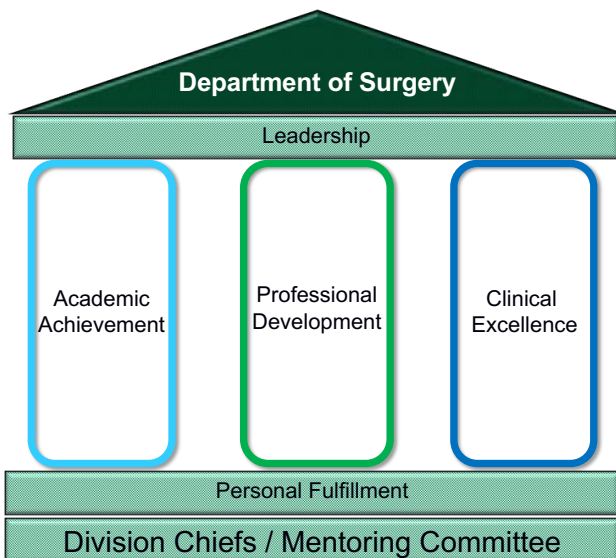 Department of Surgery
Leadership
Academic
Achievement
Professional
Development
Clinical
Excellence
Personal Fulfillment
Division Chiefs / Mentoring Committee